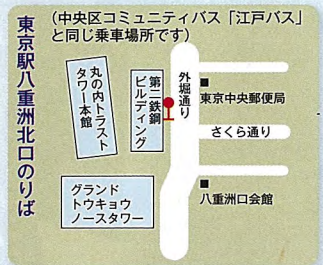 東京駅八重洲北口のりば
（中央区コミュニティバス「江戸バス」
と同じ乗車場所です）
丸の内トラスト
タワー本館
第二鉄鋼
ビルディング
外堀通り
■
東京中央郵便局
さくら通り
■
八重洲口会館
グランド
トウキョウ
ノースタワー